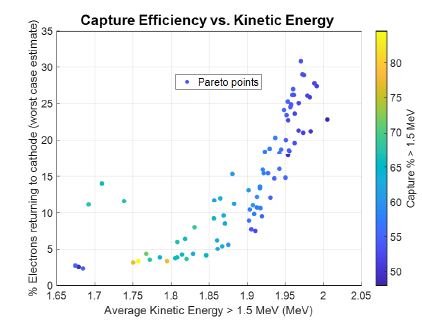 Capture Efficiency vs. Kinetic Energy
% Electrons returning to cathode (worst case estimate)
35
30
25
20
15
10
5
0
Pareto points
1.65 1.7 1.75 1.8 1.85 1.9 1.95 2 2.05
Average Kinetic Energy > 1.5 MeV (MeV)
80
75
70
65
60
55
50
Capture % > 1.5 MeV